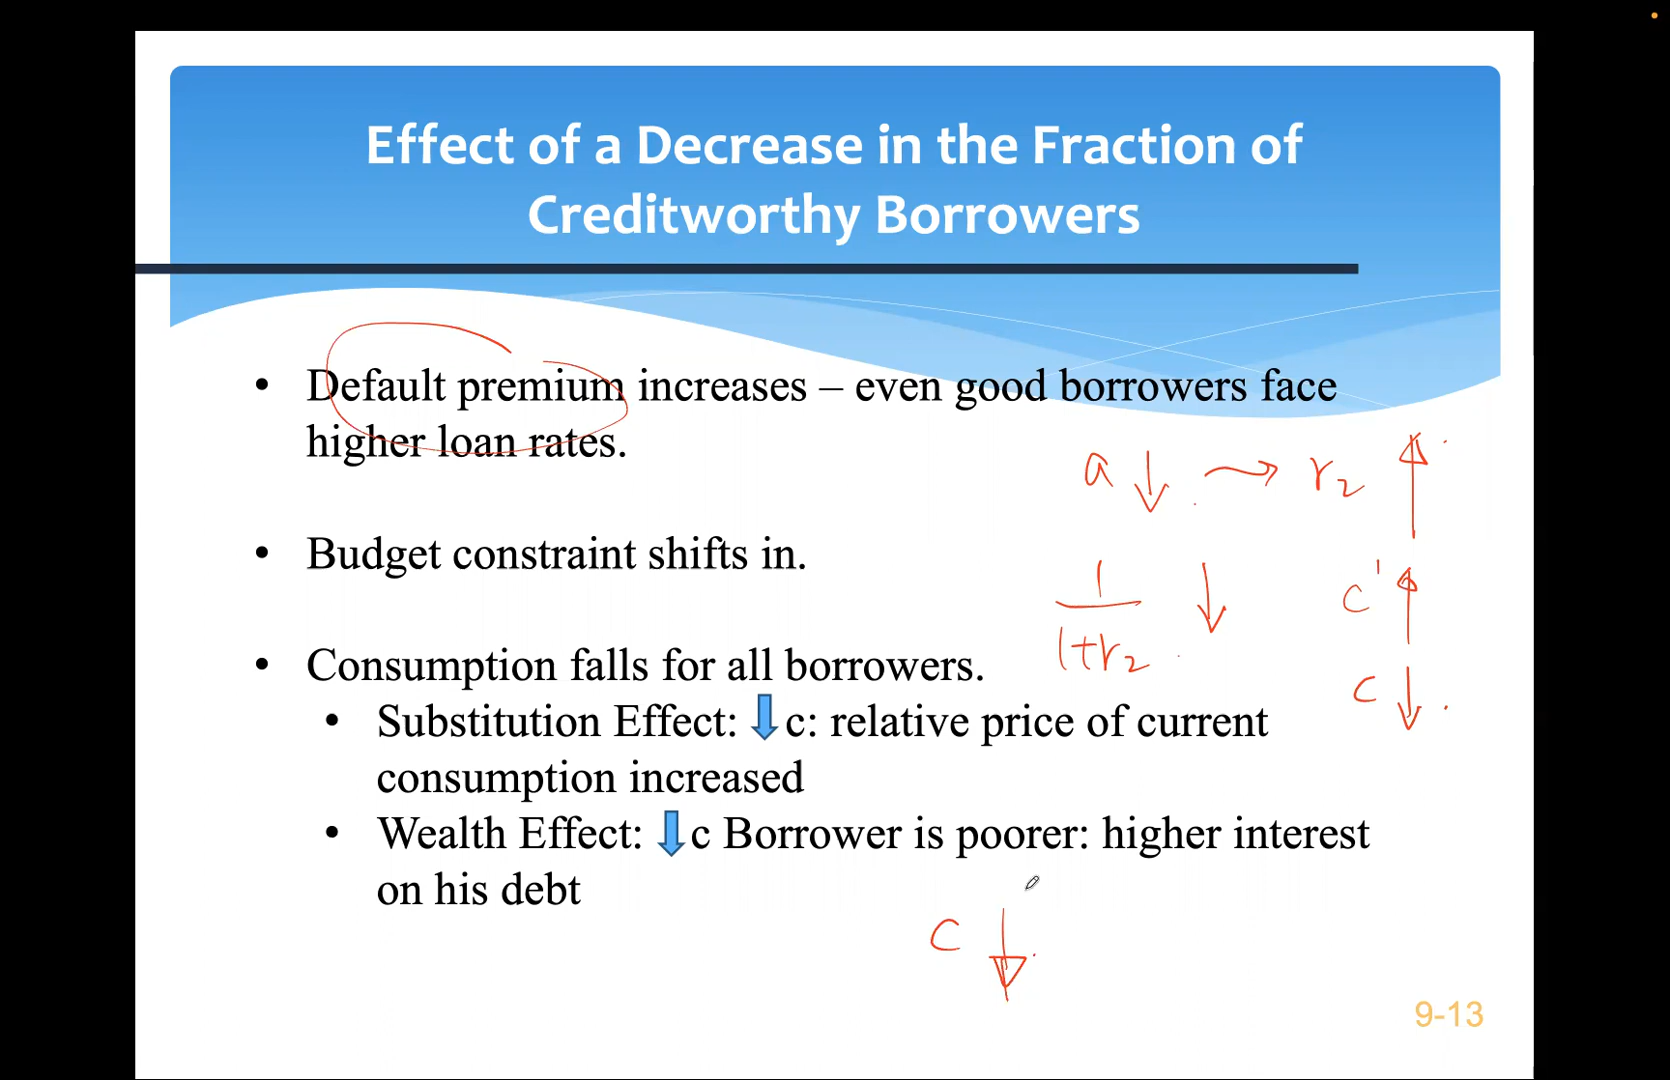 Effect of a Decrease in the Fraction of
Creditworthy Borrowers
• Default premium increases – even good borrowers face
higher loan rates.
a ↓ → r₂ ↑
• Budget constraint shifts in.
1/(1+r₂) ↓
c' ↑
c ↓
• Consumption falls for all borrowers.
• Substitution Effect: ↓c: relative price of current
consumption increased
• Wealth Effect: ↓c Borrower is poorer: higher interest
on his debt
c ↓
9-13